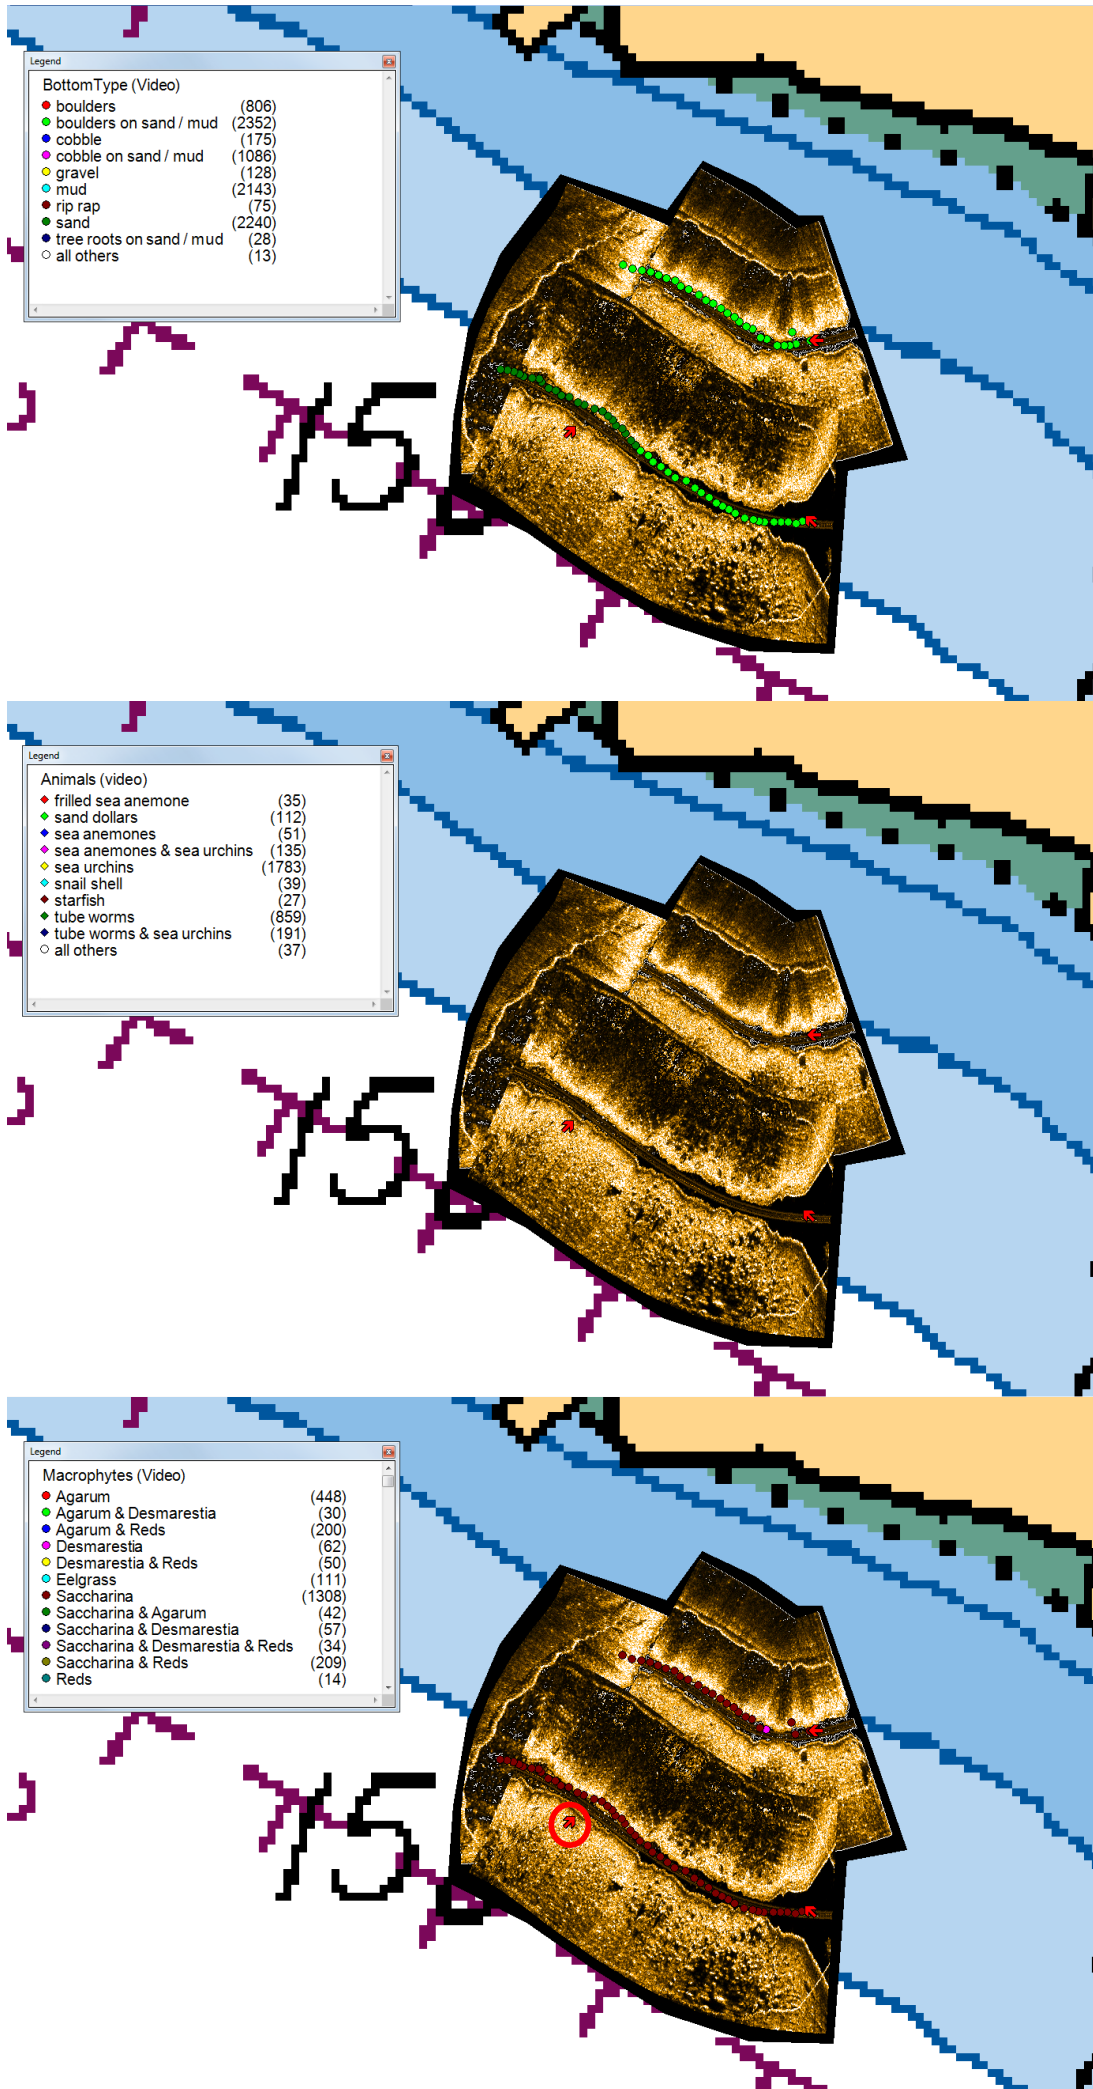 Legend
BottomType (Video)
boulders (806)
boulders on sand / mud (2352)
cobble (175)
cobble on sand / mud (1086)
gravel (128)
mud (2143)
rip rap (75)
sand (2240)
tree roots on sand / mud (28)
all others (13)
15
Legend
Animals (video)
frilled sea anemone (35)
sand dollars (112)
sea anemones (51)
sea anemones & sea urchins (135)
sea urchins (1783)
snail shell (39)
starfish (27)
tube worms (859)
tube worms & sea urchins (191)
all others (37)
15
Legend
Macrophytes (Video)
Agarum (448)
Agarum & Desmarestia (30)
Agarum & Reds (200)
Desmarestia (62)
Desmarestia & Reds (50)
Eelgrass (111)
Saccharina (1308)
Saccharina & Agarum (42)
Saccharina & Desmarestia (57)
Saccharina & Desmarestia & Reds (34)
Saccharina & Reds (209)
Reds (14)
15